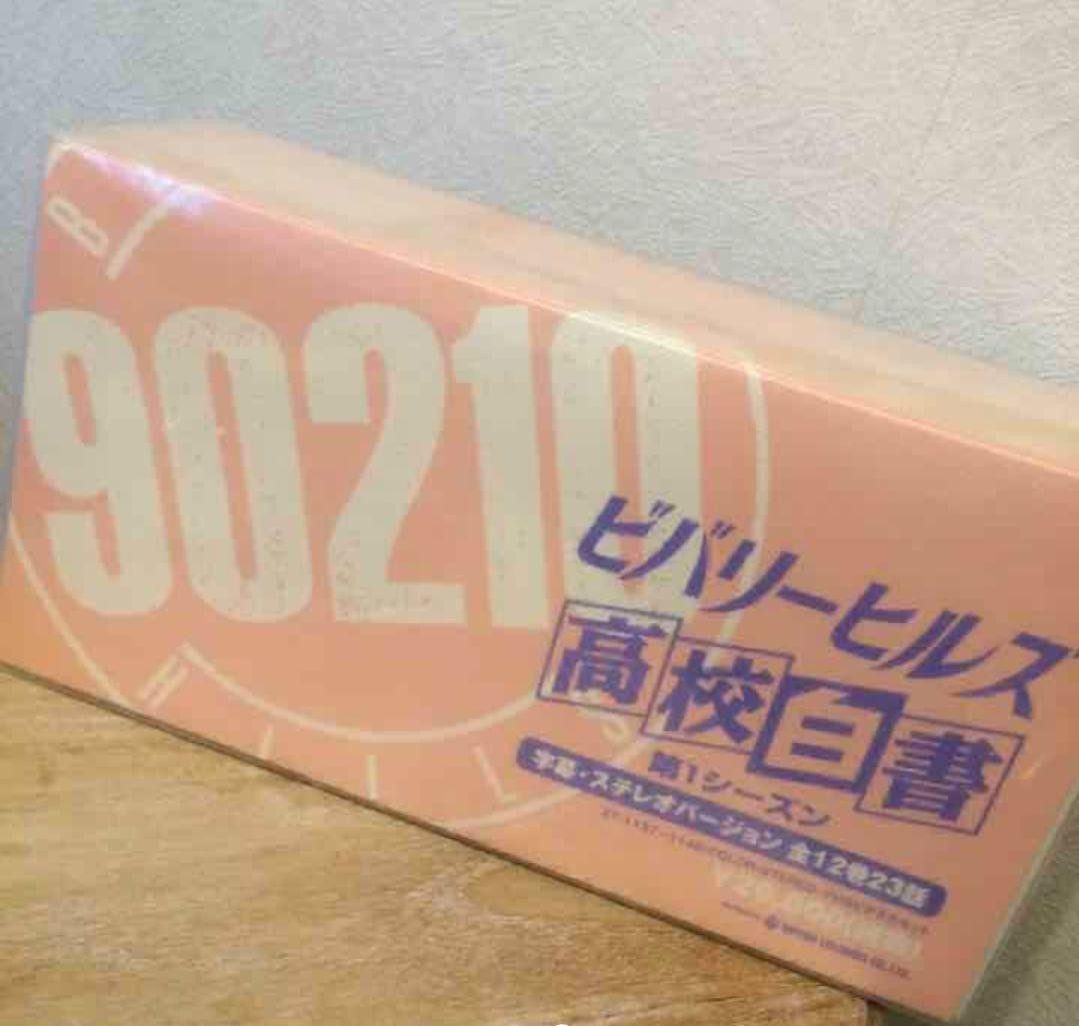 B
90210
HILLS
ビバリーヒルズ
高校白書
第1シーズン
字幕・ステレオバージョン 全12巻23話